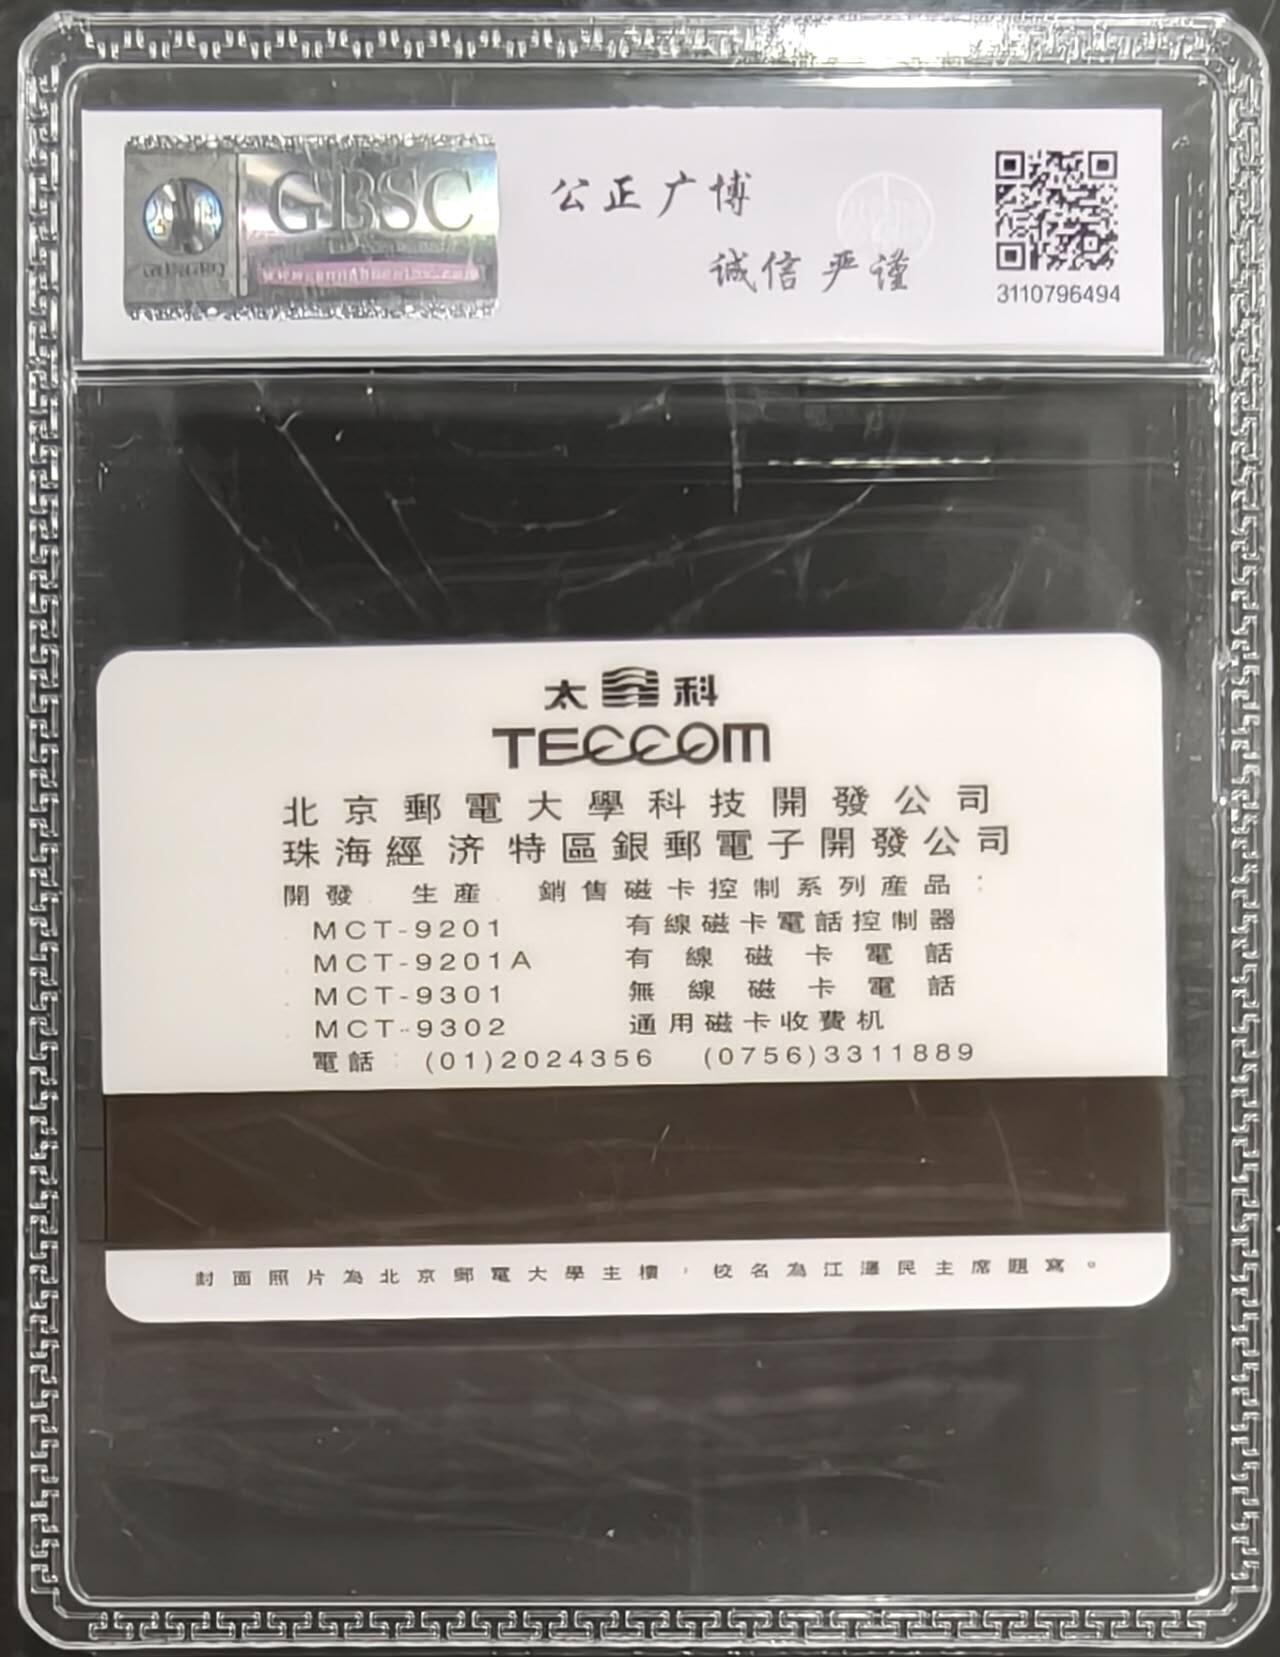 GBSC
公正广博
诚信严谨
3110796494
太 科
TECCOM
北京郵電大學科技開發公司
珠海經济特區銀郵電子開發公司
開發 生産 銷售磁卡控制系列産品:
MCT-9201 有線磁卡電話控制器
MCT-9201A 有線磁卡電話
MCT-9301 無線磁卡電話
MCT-9302 通用磁卡收費机
電話:(01)2024356 (0756)3311889
封面照片為北京郵電大學主樓,校名為江澤民主席題寫。